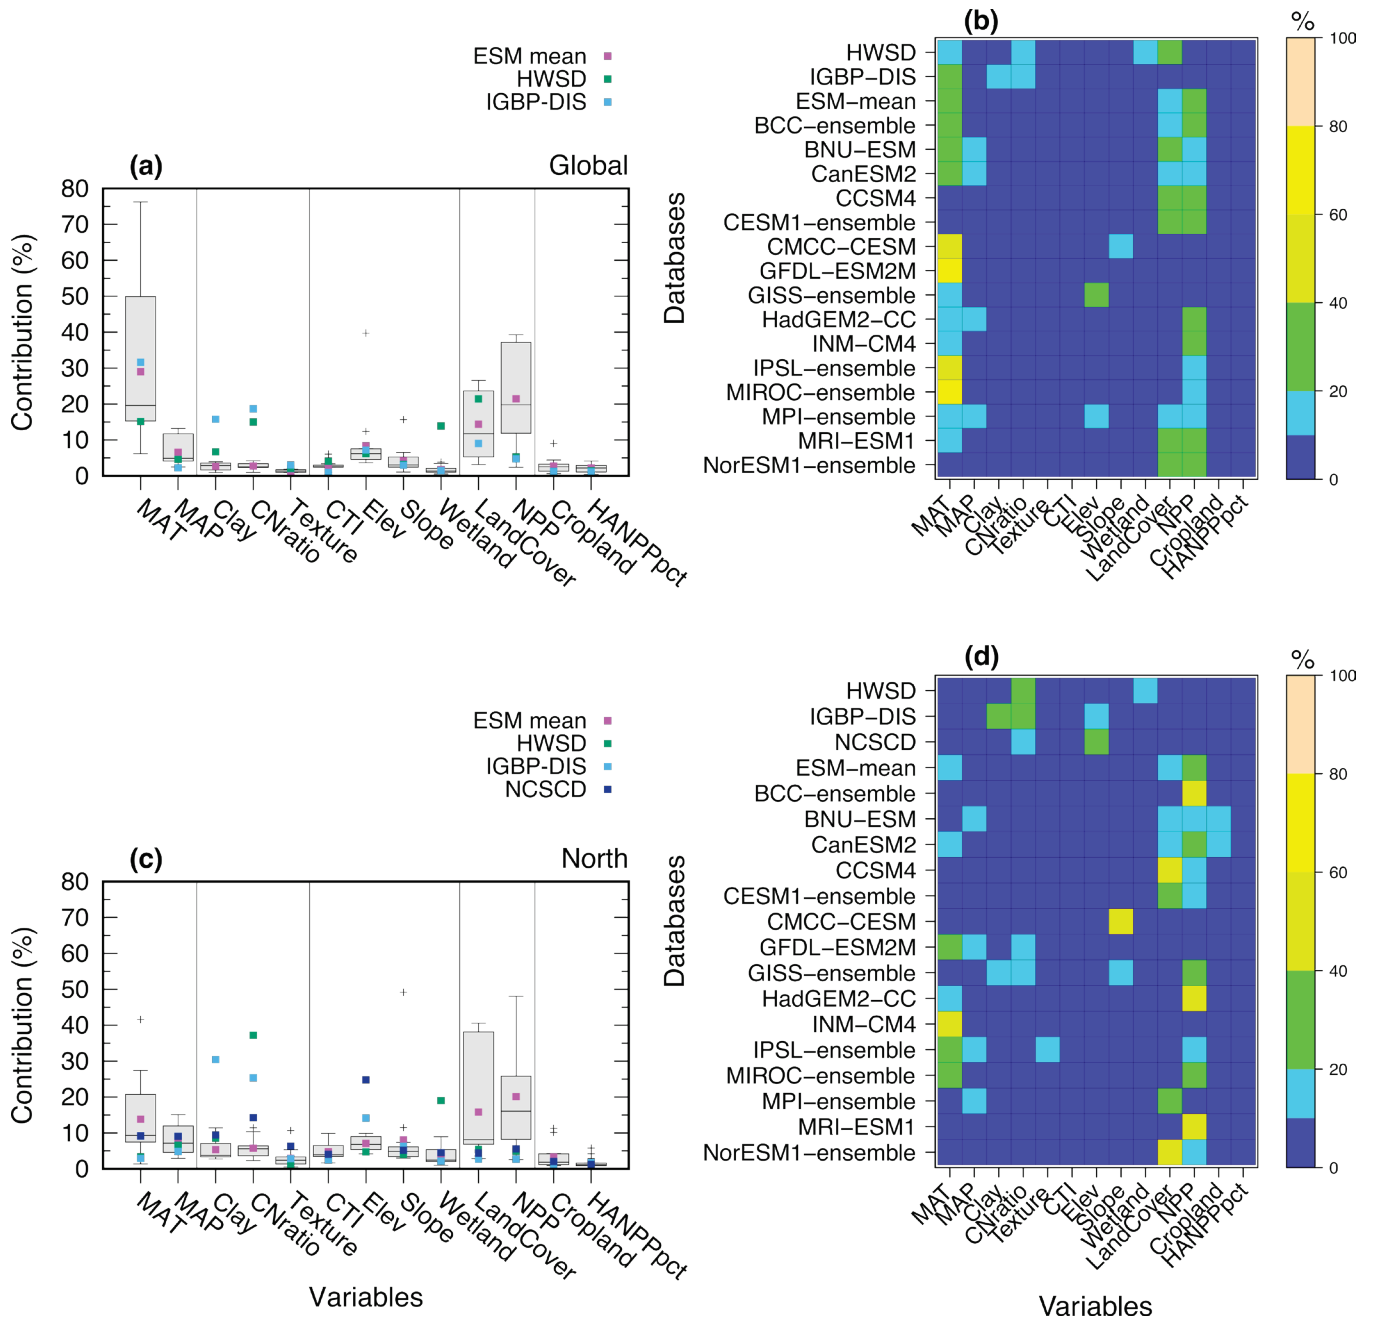 ESM mean
HWSD
IGBP-DIS
(a)
Global
Contribution (%)
80
70
60
50
40
30
20
10
0
MAT
MAP
Clay
CNratio
Texture
CTI
Elev
Slope
Wetland
LandCover
NPP
Cropland
HANPPpct
(b)
%
Databases
HWSD
IGBP−DIS
ESM−mean
BCC−ensemble
BNU−ESM
CanESM2
CCSM4
CESM1−ensemble
CMCC−CESM
GFDL−ESM2M
GISS−ensemble
HadGEM2−CC
INM−CM4
IPSL−ensemble
MIROC−ensemble
MPI−ensemble
MRI−ESM1
NorESM1−ensemble
MAT
MAP
Clay
CNratio
Texture
CTI
Elev
Slope
Wetland
LandCover
NPP
Cropland
HANPPpct
100
80
60
40
20
0
ESM mean
HWSD
IGBP-DIS
NCSCD
(c)
North
Contribution (%)
80
70
60
50
40
30
20
10
0
MAT
MAP
Clay
CNratio
Texture
CTI
Elev
Slope
Wetland
LandCover
NPP
Cropland
HANPPpct
Variables
(d)
%
Databases
HWSD
IGBP−DIS
NCSCD
ESM−mean
BCC−ensemble
BNU−ESM
CanESM2
CCSM4
CESM1−ensemble
CMCC−CESM
GFDL−ESM2M
GISS−ensemble
HadGEM2−CC
INM−CM4
IPSL−ensemble
MIROC−ensemble
MPI−ensemble
MRI−ESM1
NorESM1−ensemble
MAT
MAP
Clay
CNratio
Texture
CTI
Elev
Slope
Wetland
LandCover
NPP
Cropland
HANPPpct
100
80
60
40
20
0
Variables